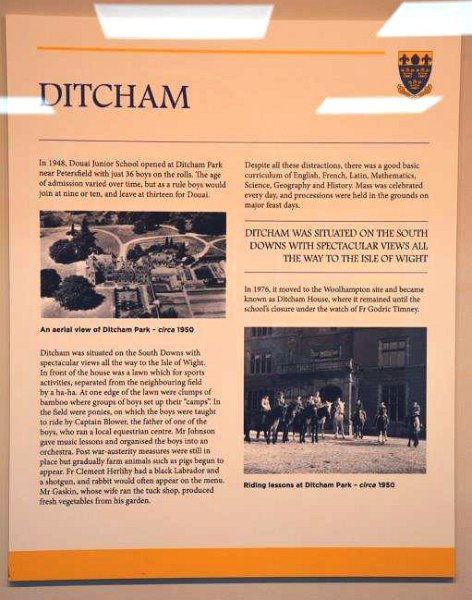 DITCHAM
In 1948, Douai Junior School opened at Ditcham Park
near Petersfield with just 36 boys on the rolls. The age
of admission varied over time, but as a rule boys would
join at nine or ten, and leave at thirteen for Douai.
An aerial view of Ditcham Park – circa 1950
Ditcham was situated on the South Downs with
spectacular views all the way to the Isle of Wight.
In front of the house was a lawn which for sports
activities, separated from the neighbouring field
by a ha-ha. At one edge of the lawn were clumps of
bamboo where groups of boys set up their "camps". In
the field were ponies, on which the boys were taught
to ride by Captain Blower, the father of one of the
boys, who ran a local equestrian centre. Mr Johnson
gave music lessons and organised the boys into an
orchestra. Post war-austerity measures were still in
place but gradually farm animals such as pigs begun to
appear. Fr Clement Herlihy had a black Labrador and
a shotgun, and rabbit would often appear on the menu.
Mr Gaskin, whose wife ran the tuck shop, produced
fresh vegetables from his garden.
Despite all these distractions, there was a good basic
curriculum of English, French, Latin, Mathematics,
Science, Geography and History. Mass was celebrated
every day, and processions were held in the grounds on
major feast days.
DITCHAM WAS SITUATED ON THE SOUTH
DOWNS WITH SPECTACULAR VIEWS ALL
THE WAY TO THE ISLE OF WIGHT
In 1976, it moved to the Woolhampton site and became
known as Ditcham House, where it remained until the
school's closure under the watch of Fr Godric Timney.
Riding lessons at Ditcham Park – circa 1950